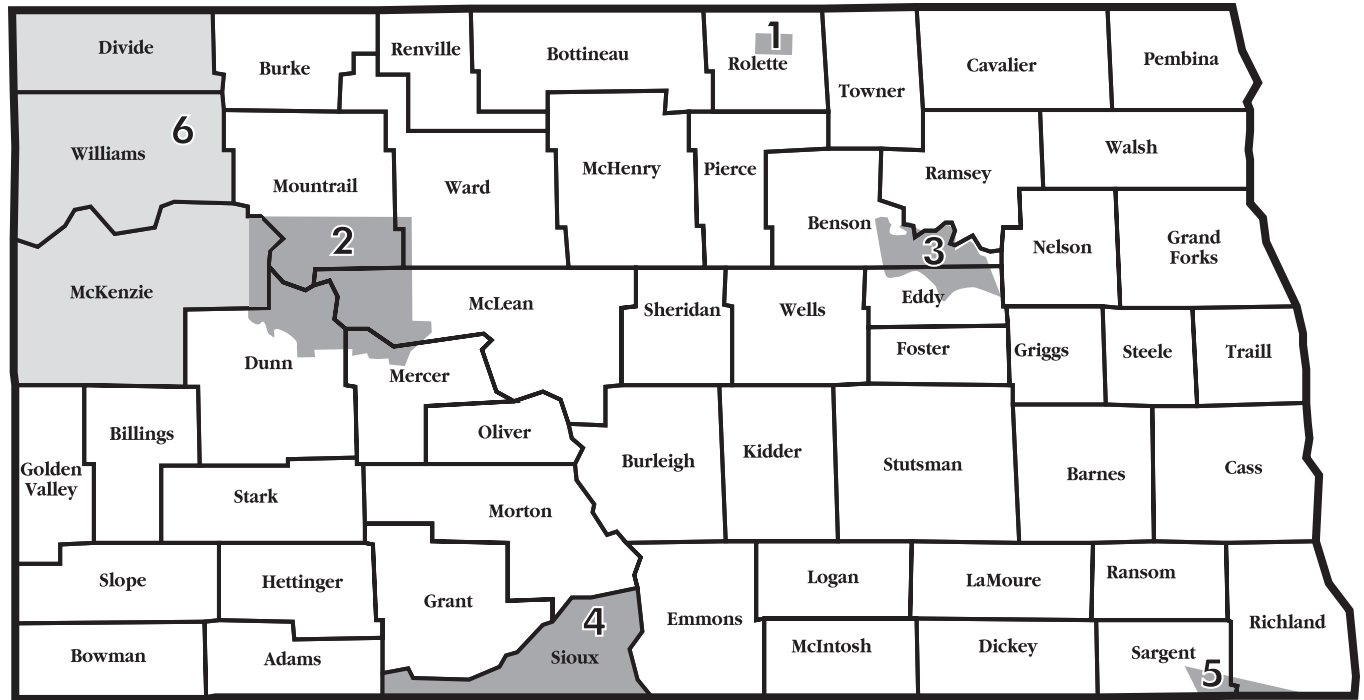 Divide
Burke
Renville
Bottineau
1
Rolette
Towner
Cavalier
Pembina
Williams
6
Mountrail
Ward
McHenry
Pierce
Benson
Ramsey
Walsh
2
3
Nelson
Grand
Forks
McKenzie
McLean
Sheridan
Wells
Eddy
Dunn
Mercer
Foster
Griggs
Steele
Traill
Golden
Valley
Billings
Oliver
Burleigh
Kidder
Stutsman
Barnes
Cass
Stark
Morton
Slope
Hettinger
Grant
4
Sioux
Emmons
Logan
LaMoure
Ransom
Richland
Bowman
Adams
McIntosh
Dickey
Sargent
5